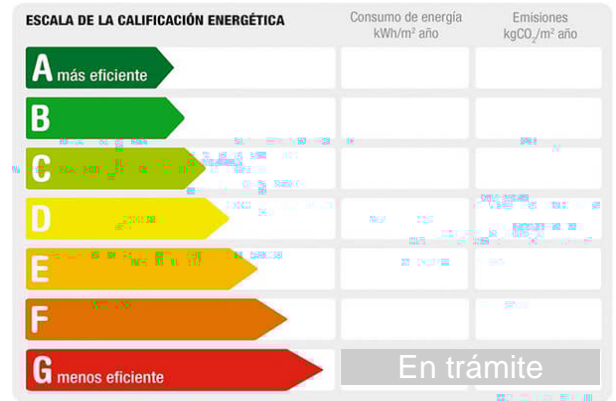 ESCALA DE LA CALIFICACIÓN ENERGÉTICA
Consumo de energía
kWh/m² año
Emisiones
kgCO₂/m² año
A más eficiente
B
C
D
E
F
G menos eficiente
En trámite